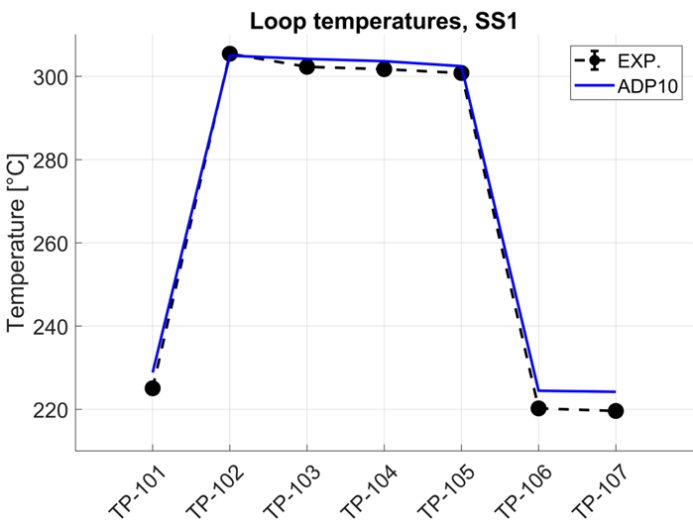 Loop temperatures, SS1
EXP.
ADP10
Temperature [°C]
300
280
260
240
220
TP-101
TP-102
TP-103
TP-104
TP-105
TP-106
TP-107